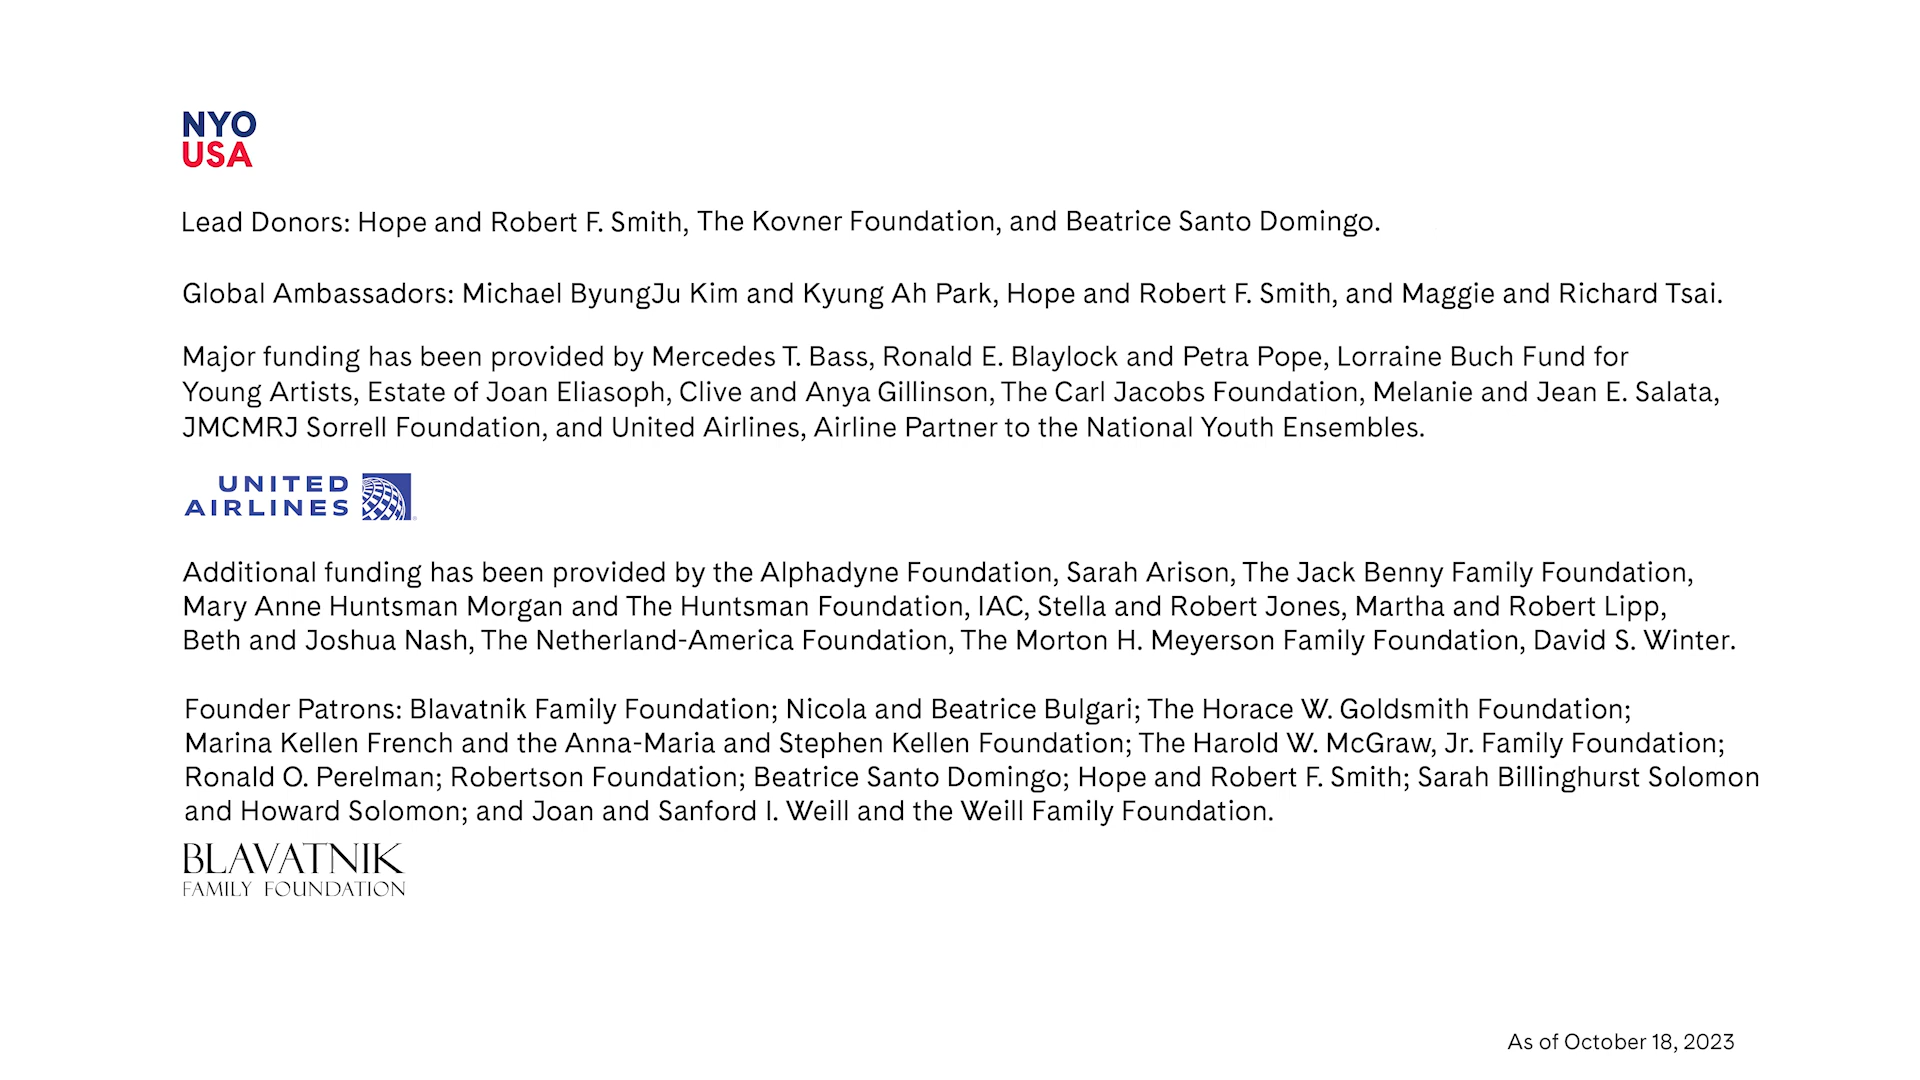 NYO
USA
Lead Donors: Hope and Robert F. Smith, The Kovner Foundation, and Beatrice Santo Domingo.
Global Ambassadors: Michael ByungJu Kim and Kyung Ah Park, Hope and Robert F. Smith, and Maggie and Richard Tsai.
Major funding has been provided by Mercedes T. Bass, Ronald E. Blaylock and Petra Pope, Lorraine Buch Fund for
Young Artists, Estate of Joan Eliasoph, Clive and Anya Gillinson, The Carl Jacobs Foundation, Melanie and Jean E. Salata,
JMCMRJ Sorrell Foundation, and United Airlines, Airline Partner to the National Youth Ensembles.
UNITED
AIRLINES
Additional funding has been provided by the Alphadyne Foundation, Sarah Arison, The Jack Benny Family Foundation,
Mary Anne Huntsman Morgan and The Huntsman Foundation, IAC, Stella and Robert Jones, Martha and Robert Lipp,
Beth and Joshua Nash, The Netherland-America Foundation, The Morton H. Meyerson Family Foundation, David S. Winter.
Founder Patrons: Blavatnik Family Foundation; Nicola and Beatrice Bulgari; The Horace W. Goldsmith Foundation;
Marina Kellen French and the Anna-Maria and Stephen Kellen Foundation; The Harold W. McGraw, Jr. Family Foundation;
Ronald O. Perelman; Robertson Foundation; Beatrice Santo Domingo; Hope and Robert F. Smith; Sarah Billinghurst Solomon
and Howard Solomon; and Joan and Sanford I. Weill and the Weill Family Foundation.
BLAVATNIK
FAMILY FOUNDATION
As of October 18, 2023